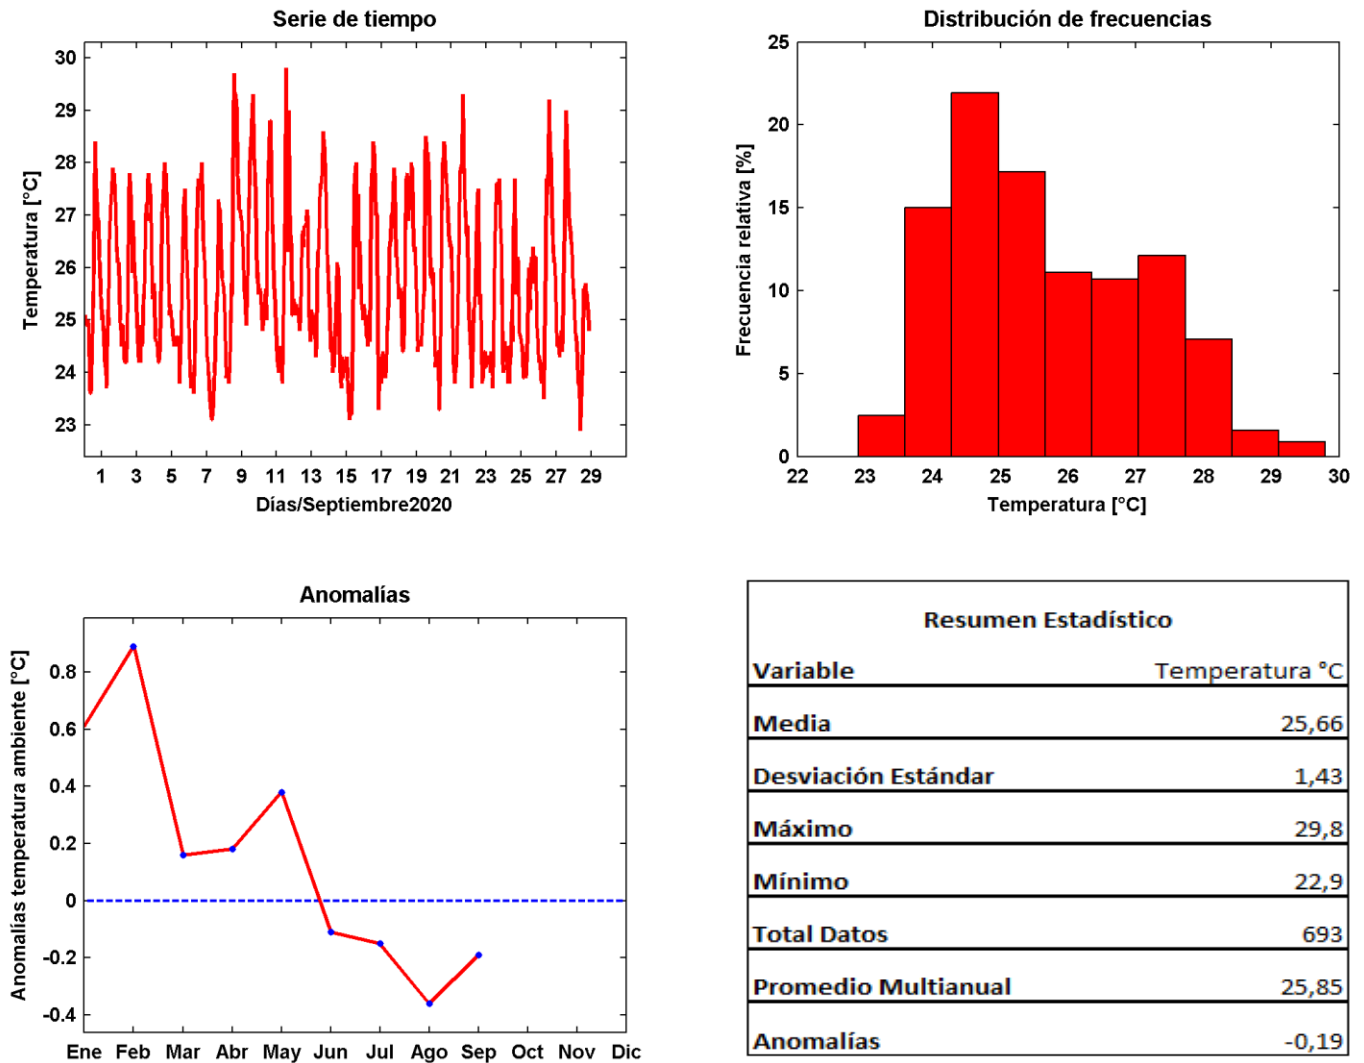 Serie de tiempo
30
29
28
27
26
25
24
23
Temperatura [°C]
1 3 5 7 9 11 13 15 17 19 21 23 25 27 29
Días/Septiembre2020
Distribución de frecuencias
25
20
15
10
5
0
Frecuencia relativa [%]
22 23 24 25 26 27 28 29 30
Temperatura [°C]
Anomalías
0.8
0.6
0.4
0.2
0
-0.2
-0.4
Anomalías temperatura ambiente [°C]
Ene Feb Mar Abr May Jun Jul Ago Sep Oct Nov Dic
Resumen Estadístico
Variable Temperatura °C
Media 25,66
Desviación Estándar 1,43
Máximo 29,8
Mínimo 22,9
Total Datos 693
Promedio Multianual 25,85
Anomalías -0,19